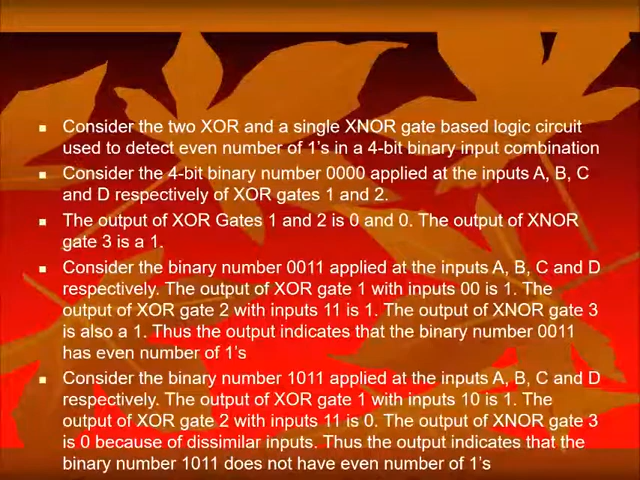 Consider the two XOR and a single XNOR gate based logic circuit
used to detect even number of 1's in a 4-bit binary input combination
Consider the 4-bit binary number 0000 applied at the inputs A, B, C
and D respectively of XOR gates 1 and 2.
The output of XOR Gates 1 and 2 is 0 and 0. The output of XNOR
gate 3 is a 1.
Consider the binary number 0011 applied at the inputs A, B, C and D
respectively. The output of XOR gate 1 with inputs 00 is 1. The
output of XOR gate 2 with inputs 11 is 1. The output of XNOR gate 3
is also a 1. Thus the output indicates that the binary number 0011
has even number of 1's
Consider the binary number 1011 applied at the inputs A, B, C and D
respectively. The output of XOR gate 1 with inputs 10 is 1. The
output of XOR gate 2 with inputs 11 is 0. The output of XNOR gate 3
is 0 because of dissimilar inputs. Thus the output indicates that the
binary number 1011 does not have even number of 1's